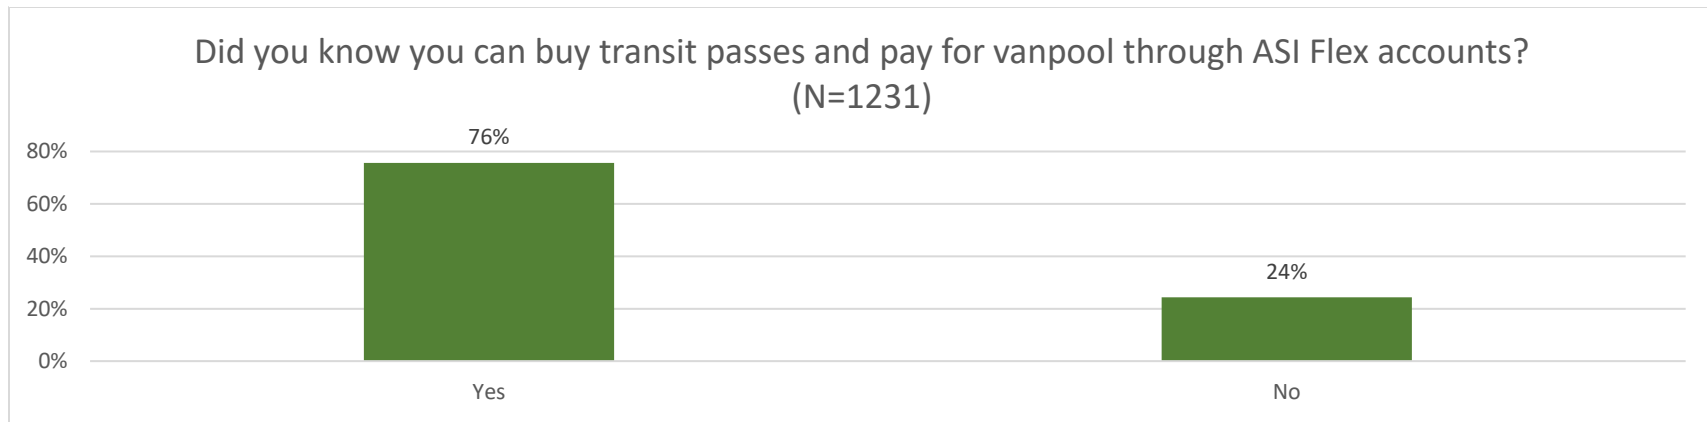 Did you know you can buy transit passes and pay for vanpool through ASI Flex accounts?
(N=1231)
76%
80%
60%
40%
24%
20%
0%
Yes
No